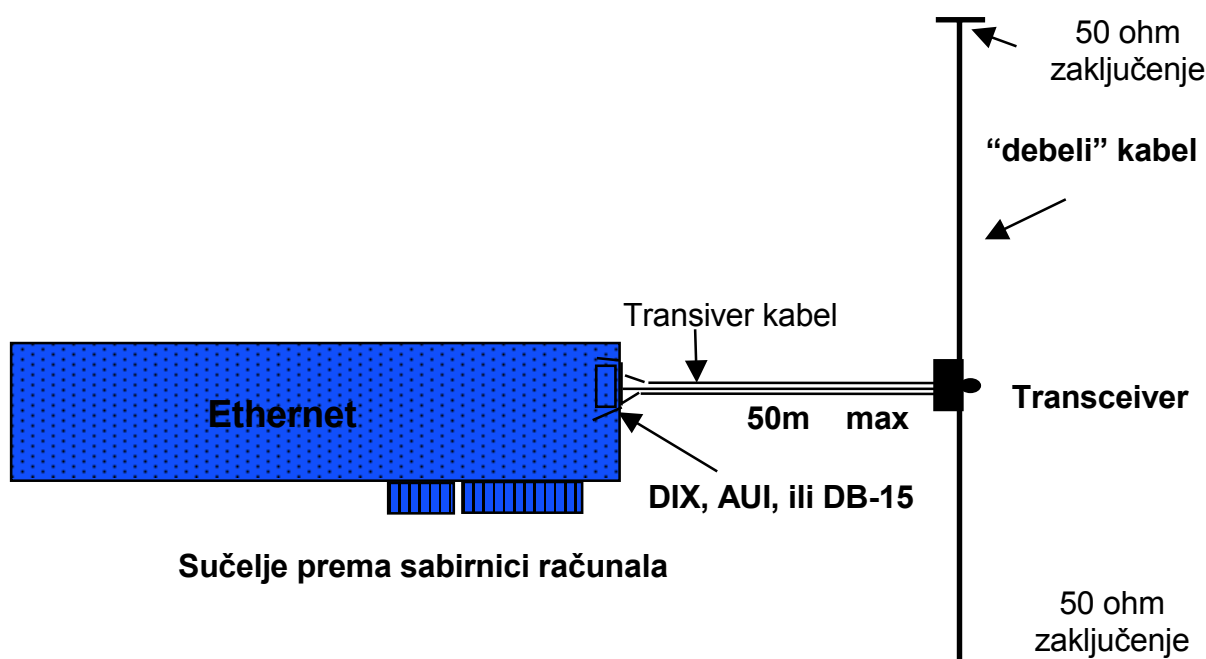 50 ohm
zaključenje
“debeli” kabel
Transiver kabel
Ethernet
50m max
Transceiver
DIX, AUI, ili DB-15
Sučelje prema sabirnici računala
50 ohm
zaključenje